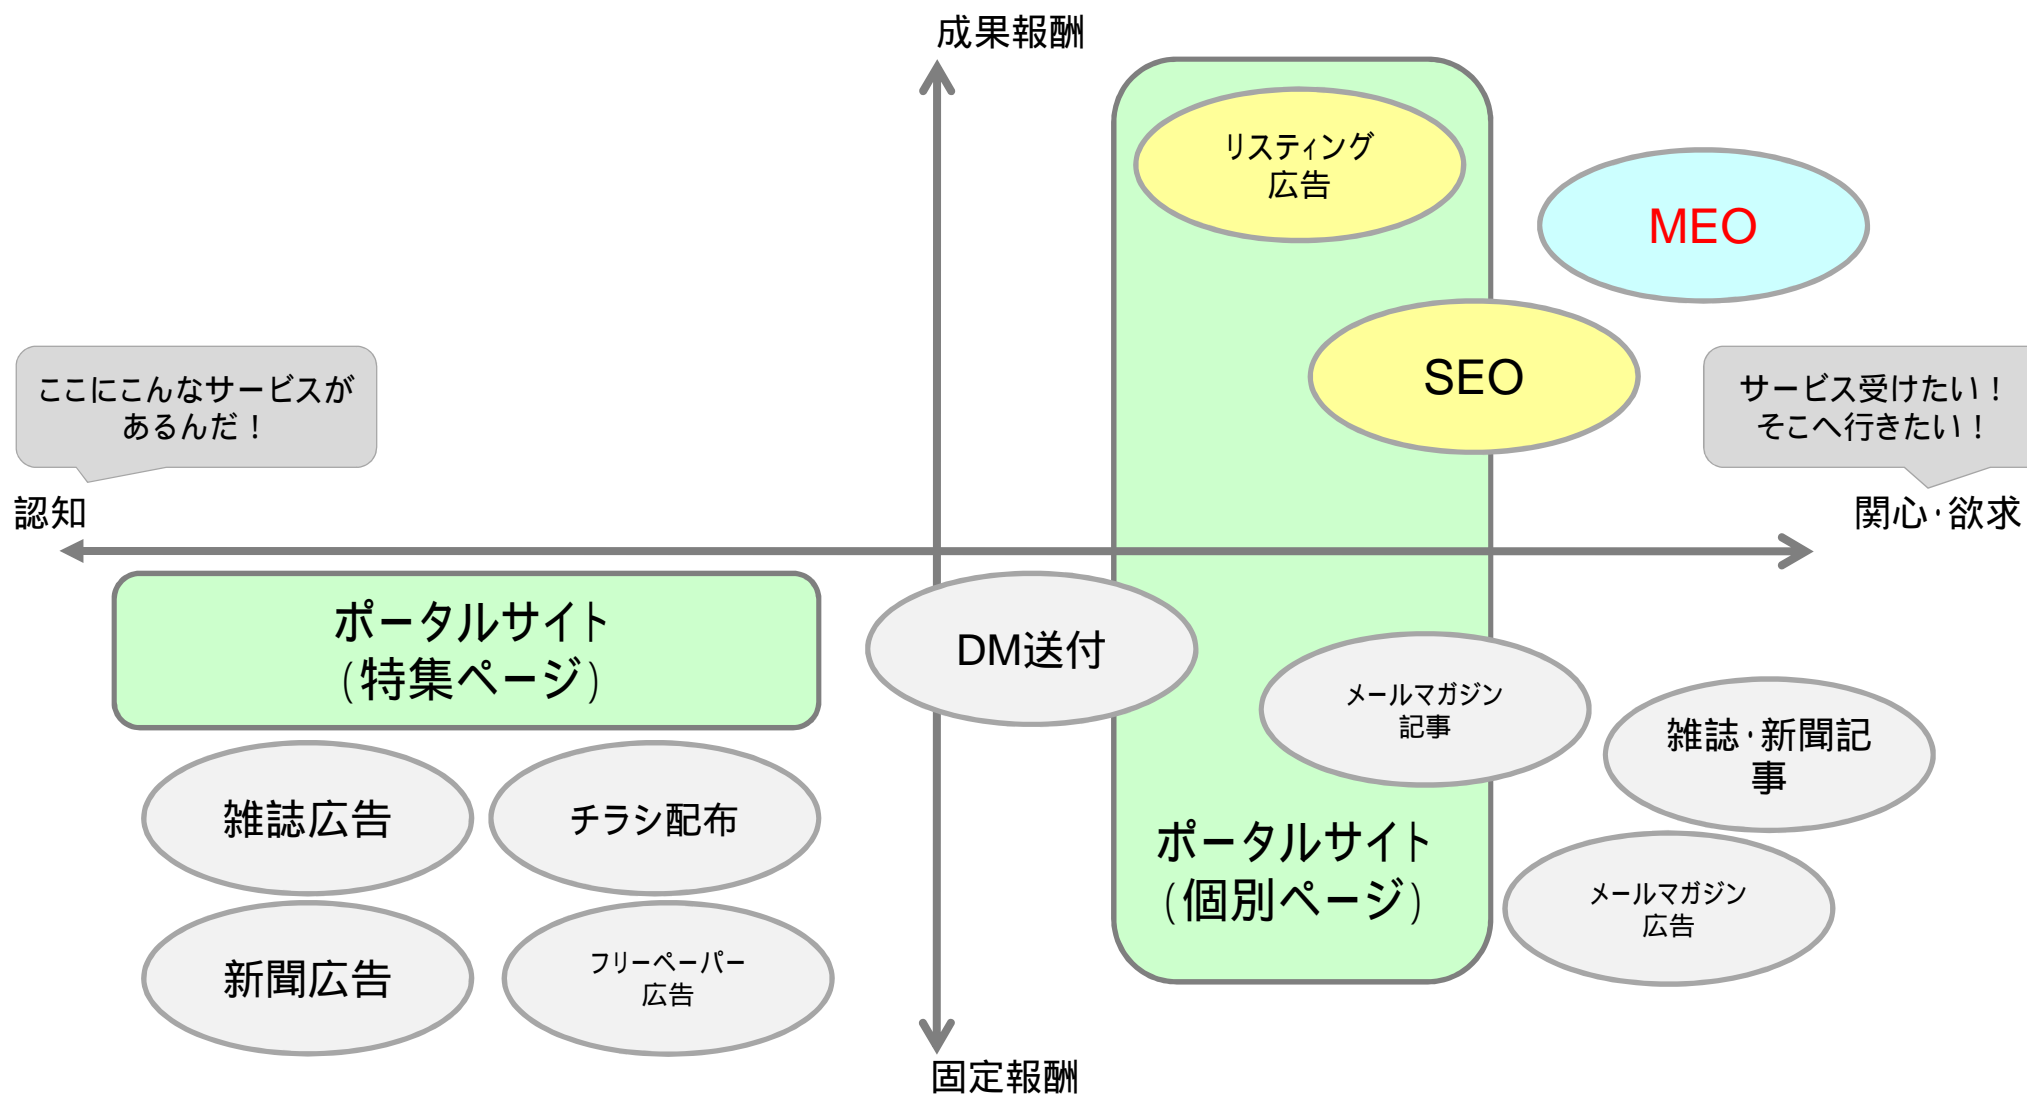 成果報酬
リスティング
広告
MEO
SEO
ここにこんなサービスが
あるんだ！
サービス受けたい！
そこへ行きたい！
認知
関心・欲求
ポータルサイト
(特集ページ)
DM送付
メールマガジン
記事
雑誌・新聞記
事
雑誌広告
チラシ配布
ポータルサイト
(個別ページ)
メールマガジン
広告
新聞広告
フリーペーパー
広告
固定報酬